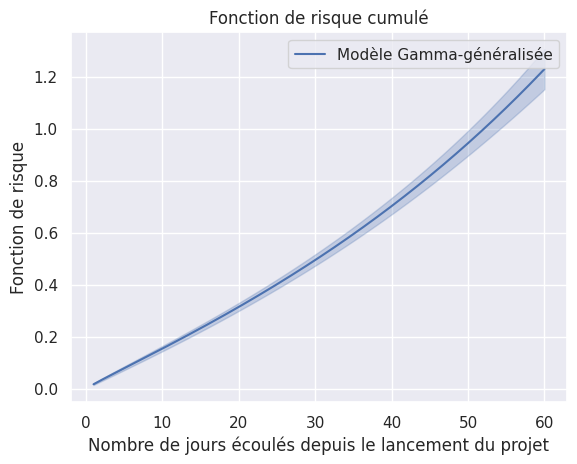 Fonction de risque cumulé
Modèle Gamma-généralisée
Fonction de risque
1.2
1.0
0.8
0.6
0.4
0.2
0.0
0 10 20 30 40 50 60
Nombre de jours écoulés depuis le lancement du projet